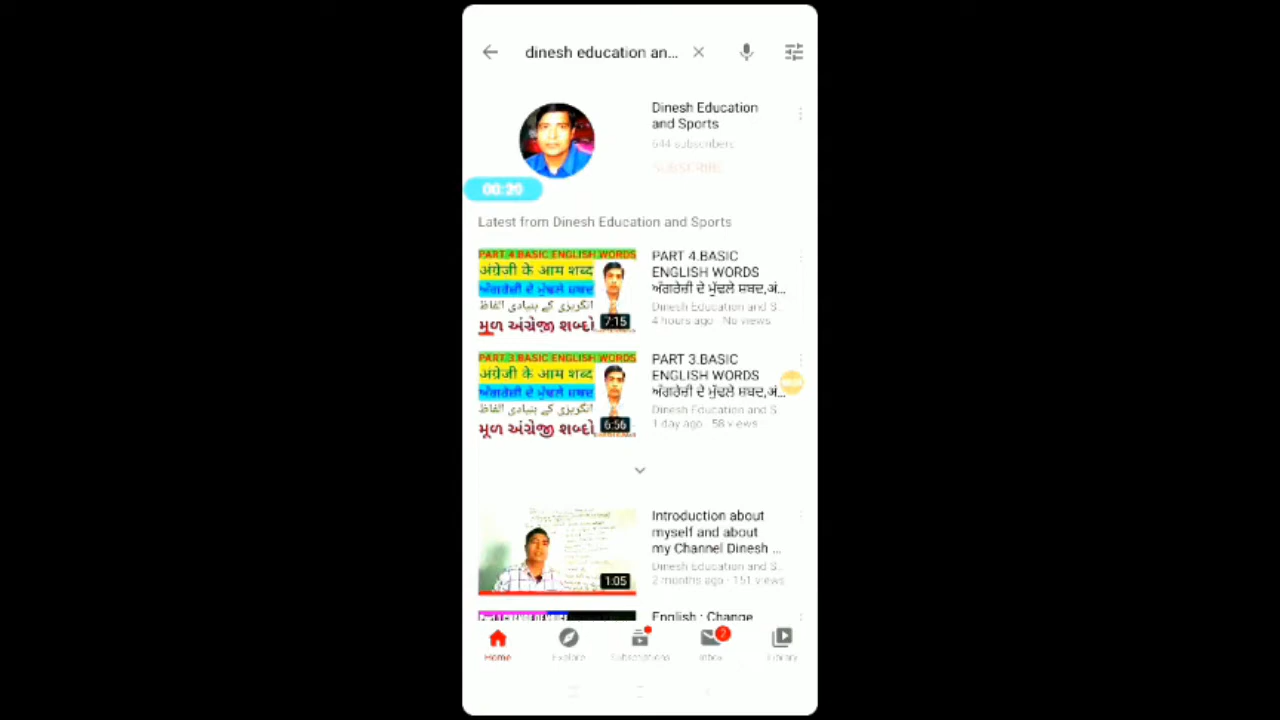 dinesh education an...
Dinesh Education
and Sports
644 subscribers
SUBSCRIBE
00:20
Latest from Dinesh Education and Sports
PART 4.BASIC ENGLISH WORDS
अंग्रेजी के आम शब्द
ਅੰਗਰੇਜ਼ੀ ਦੇ ਮੁੱਢਲੇ ਸ਼ਬਦ
انگریزی کے بنیادی الفاظ
મૂળ અંગ્રેજી શબ્દો
7:15
PART 4.BASIC
ENGLISH WORDS
ਅੰਗਰੇਜ਼ੀ ਦੇ ਮੁੱਢਲੇ ਸ਼ਬਦ,ਅੰ...
Dinesh Education and S..
4 hours ago · No views
PART 3.BASIC ENGLISH WORDS
अंग्रेजी के आम शब्द
ਅੰਗਰੇਜ਼ੀ ਦੇ ਮੁੱਢਲੇ ਸ਼ਬਦ
انگریزی کے بنیادی الفاظ
મૂળ અંગ્રેજી શબ્દો
6:56
PART 3.BASIC
ENGLISH WORDS
ਅੰਗਰੇਜ਼ੀ ਦੇ ਮੁੱਢਲੇ ਸ਼ਬਦ,ਅੰ...
Dinesh Education and S..
1 day ago · 58 views
1:05
Introduction about
myself and about
my Channel Dinesh ...
Dinesh Education and S..
2 months ago · 151 views
English : Change
2
Home Explore Subscriptions Inbox Library